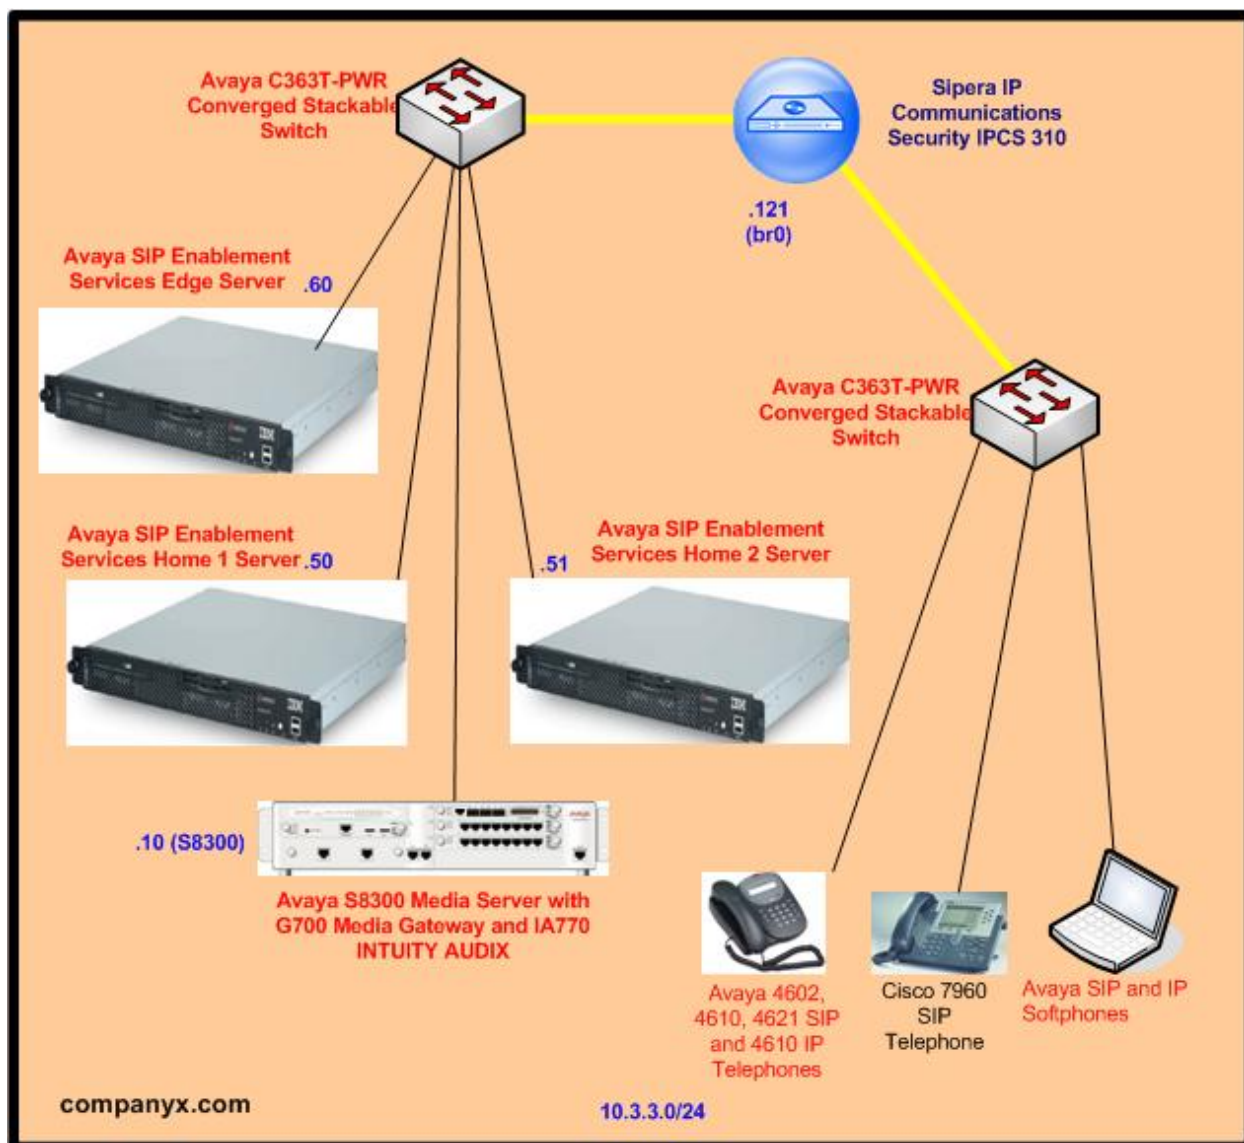 Avaya C363T-PWR
Converged Stackable
Switch
Sipera IP
Communications
Security IPCS 310
.121
(br0)
Avaya SIP Enablement
Services Edge Server .60
IBM
Avaya C363T-PWR
Converged Stackable
Switch
Avaya SIP Enablement
Services Home 1 Server .50
IBM
.51
Avaya SIP Enablement
Services Home 2 Server
IBM
.10 (S8300)
Avaya S8300 Media Server with
G700 Media Gateway and IA770
INTUITY AUDIX
Avaya 4602,
4610, 4621 SIP
and 4610 IP
Telephones
Cisco 7960
SIP
Telephone
Avaya SIP and IP
Softphones
companyx.com
10.3.3.0/24